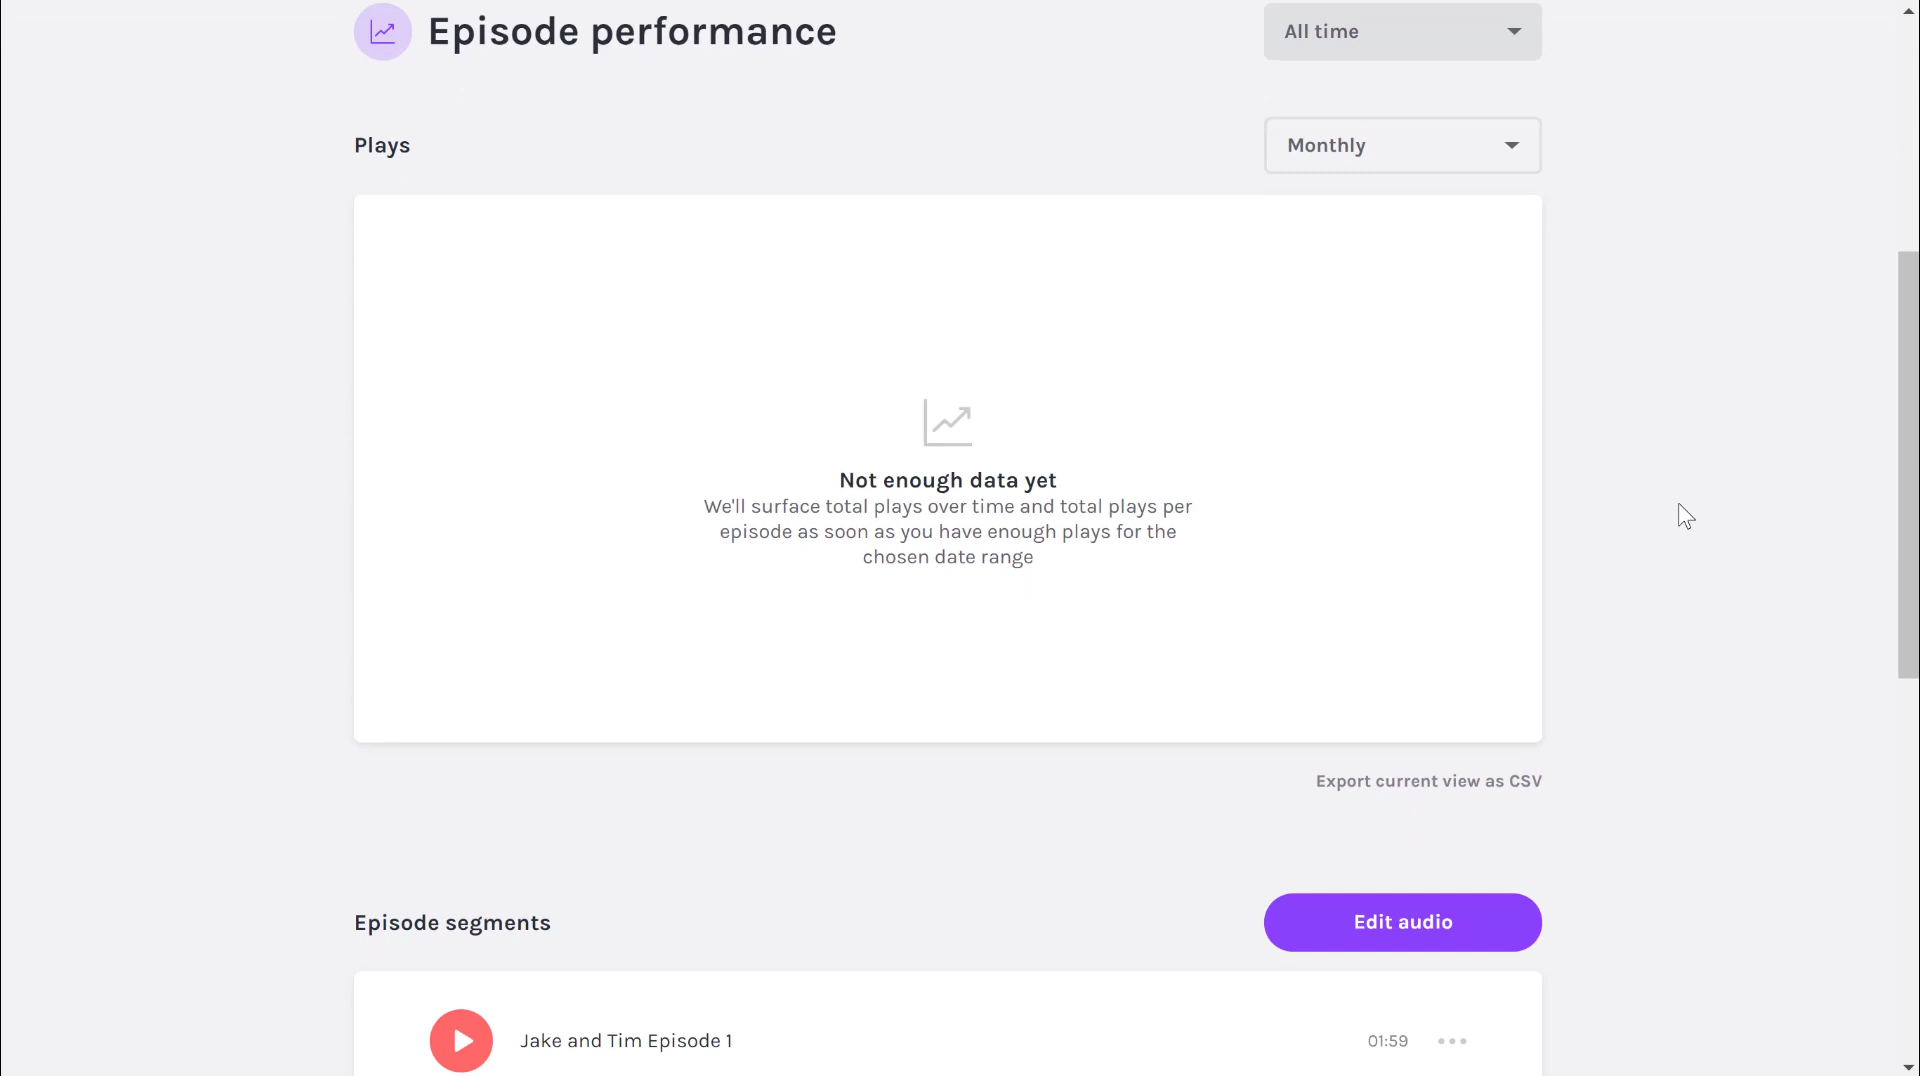 Episode performance
All time
Plays
Monthly
Not enough data yet
We'll surface total plays over time and total plays per
episode as soon as you have enough plays for the
chosen date range
Export current view as CSV
Episode segments
Edit audio
Jake and Tim Episode 1
01:59